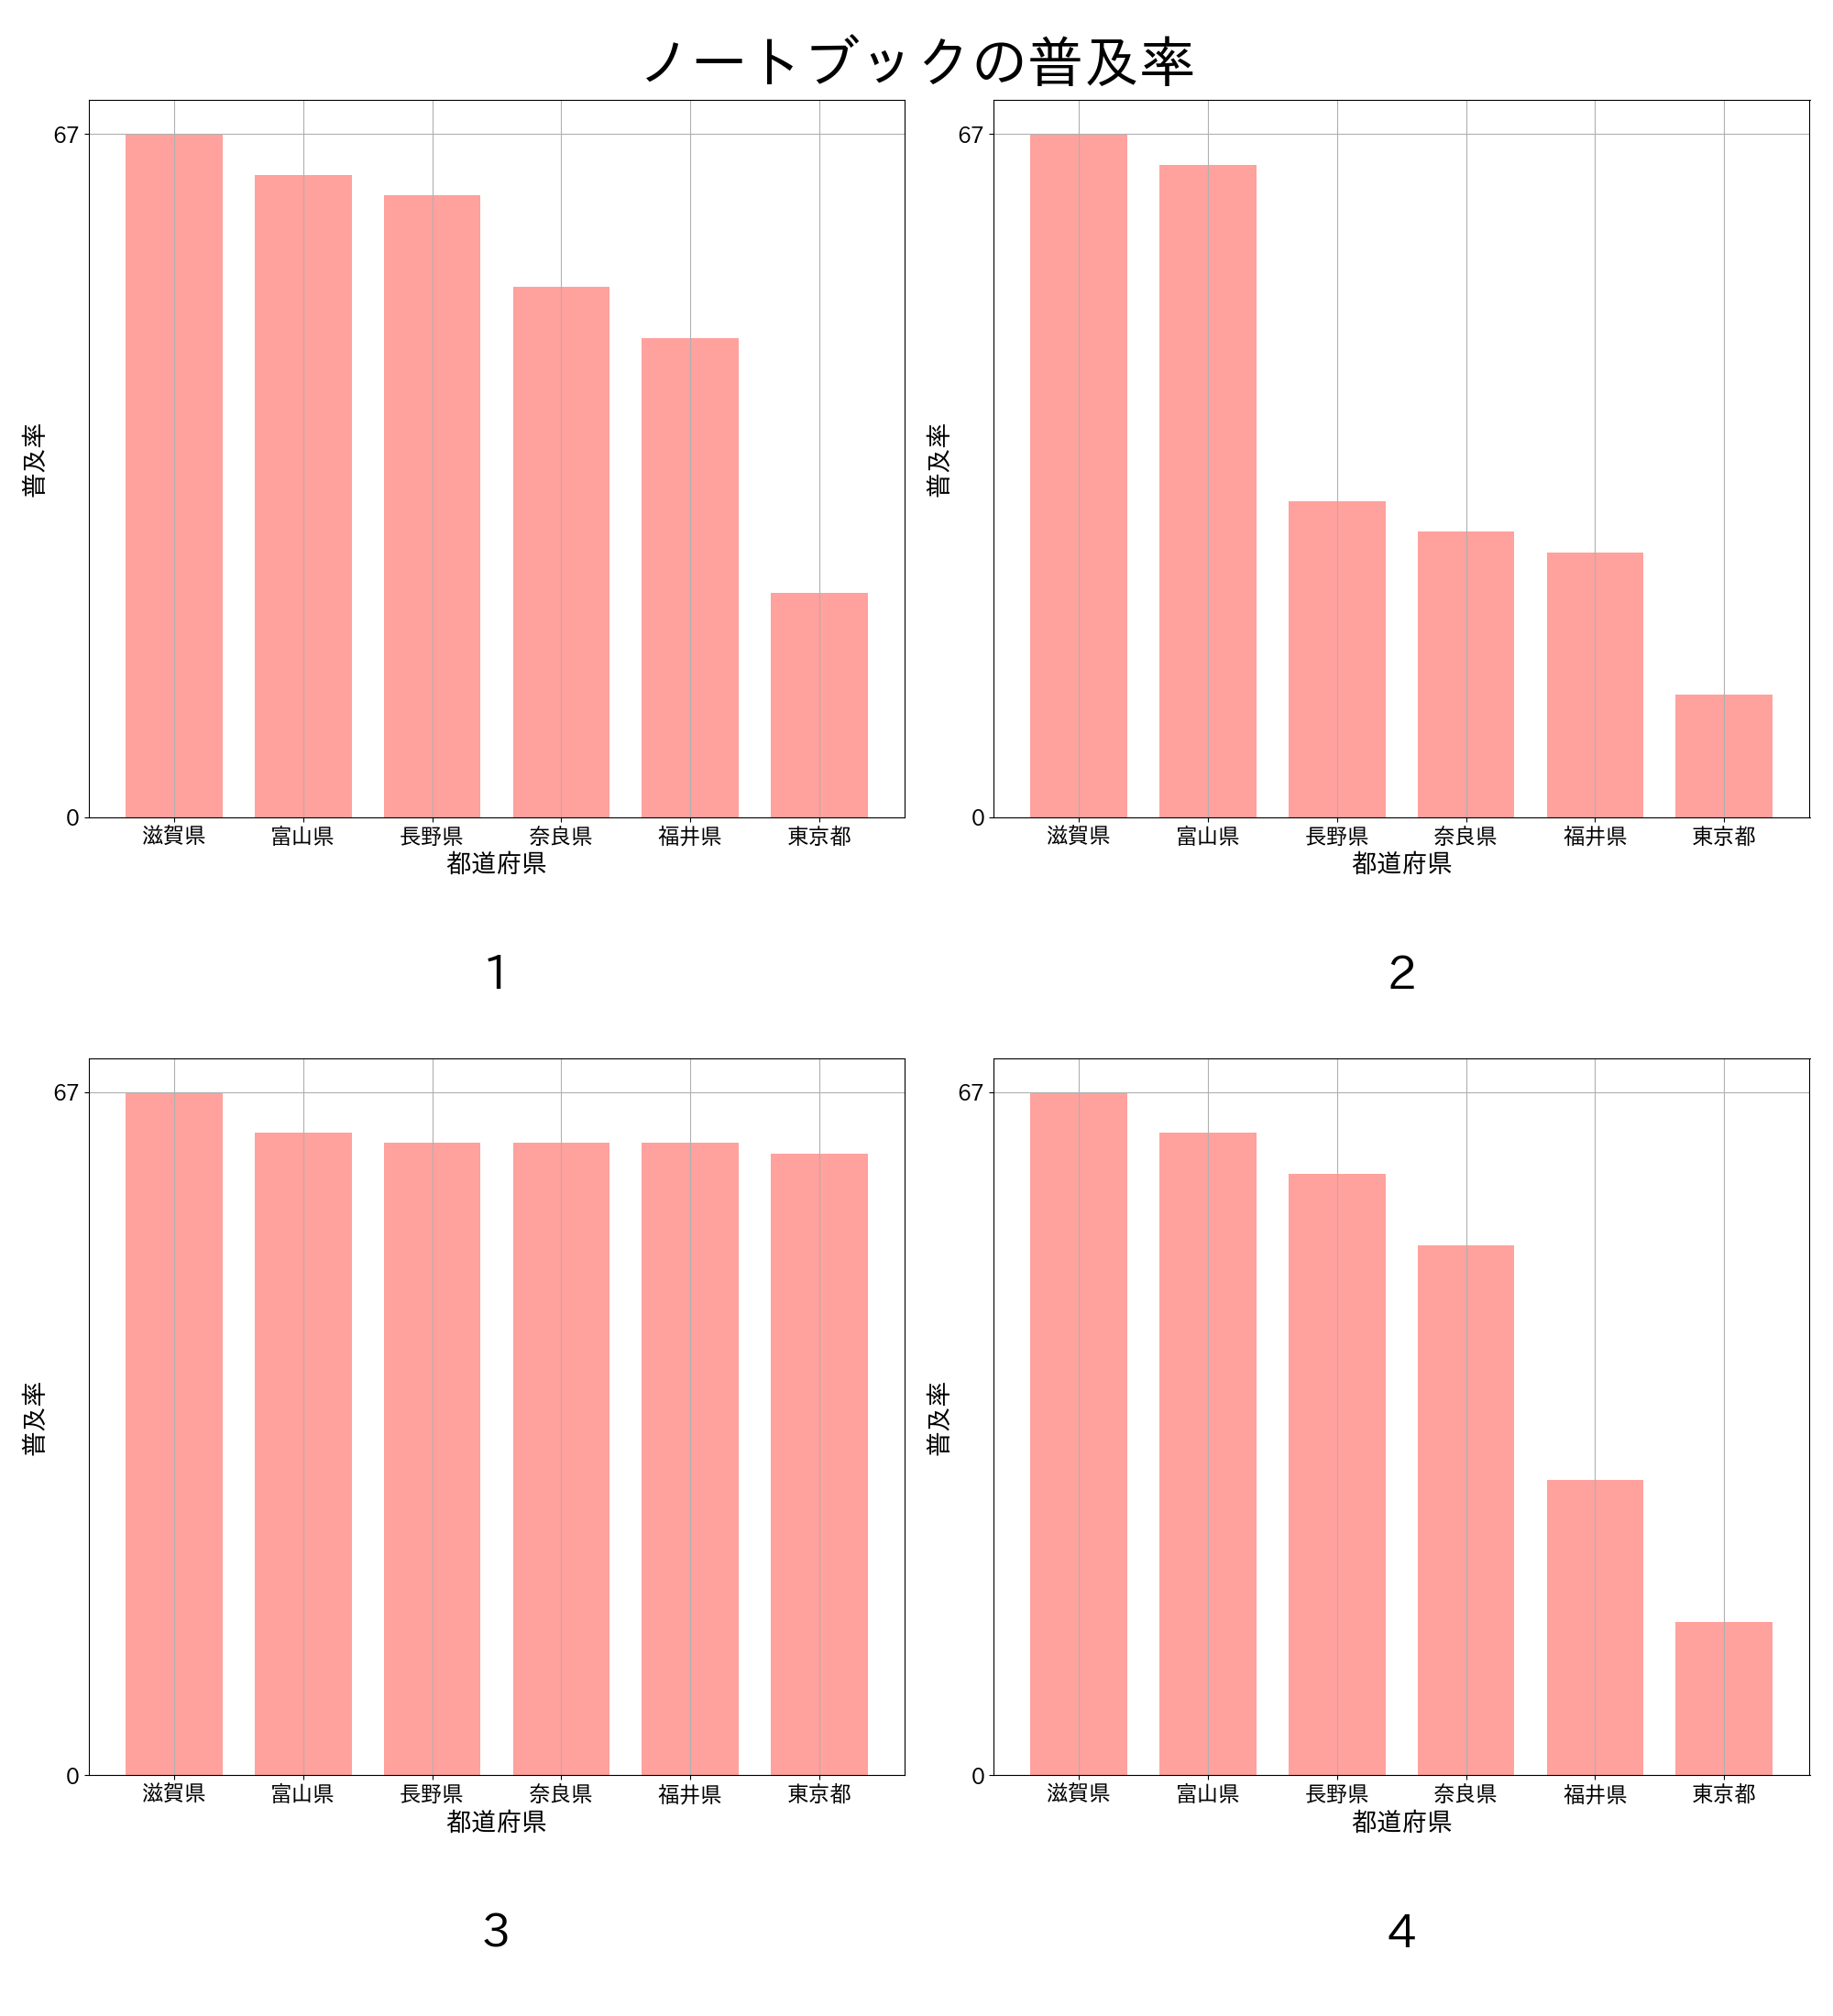 ノートブックの普及率
67
0
普及率
滋賀県 富山県 長野県 奈良県 福井県 東京都
都道府県
1
67
0
普及率
滋賀県 富山県 長野県 奈良県 福井県 東京都
都道府県
2
67
0
普及率
滋賀県 富山県 長野県 奈良県 福井県 東京都
都道府県
3
67
0
普及率
滋賀県 富山県 長野県 奈良県 福井県 東京都
都道府県
4